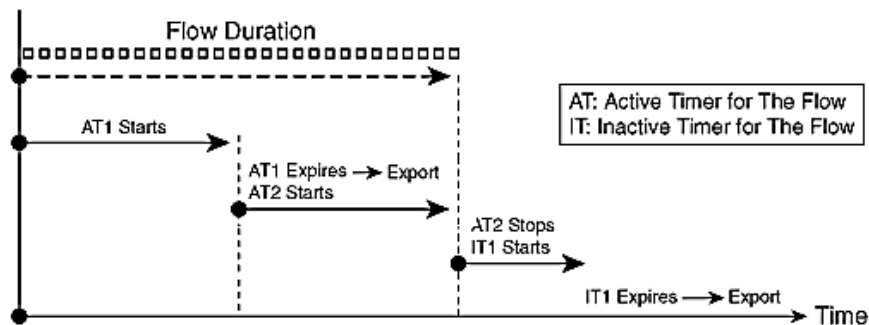 Flow Duration
AT: Active Timer for The Flow
IT: Inactive Timer for The Flow
AT1 Starts
AT1 Expires → Export
AT2 Starts
AT2 Stops
IT1 Starts
IT1 Expires → Export
Time